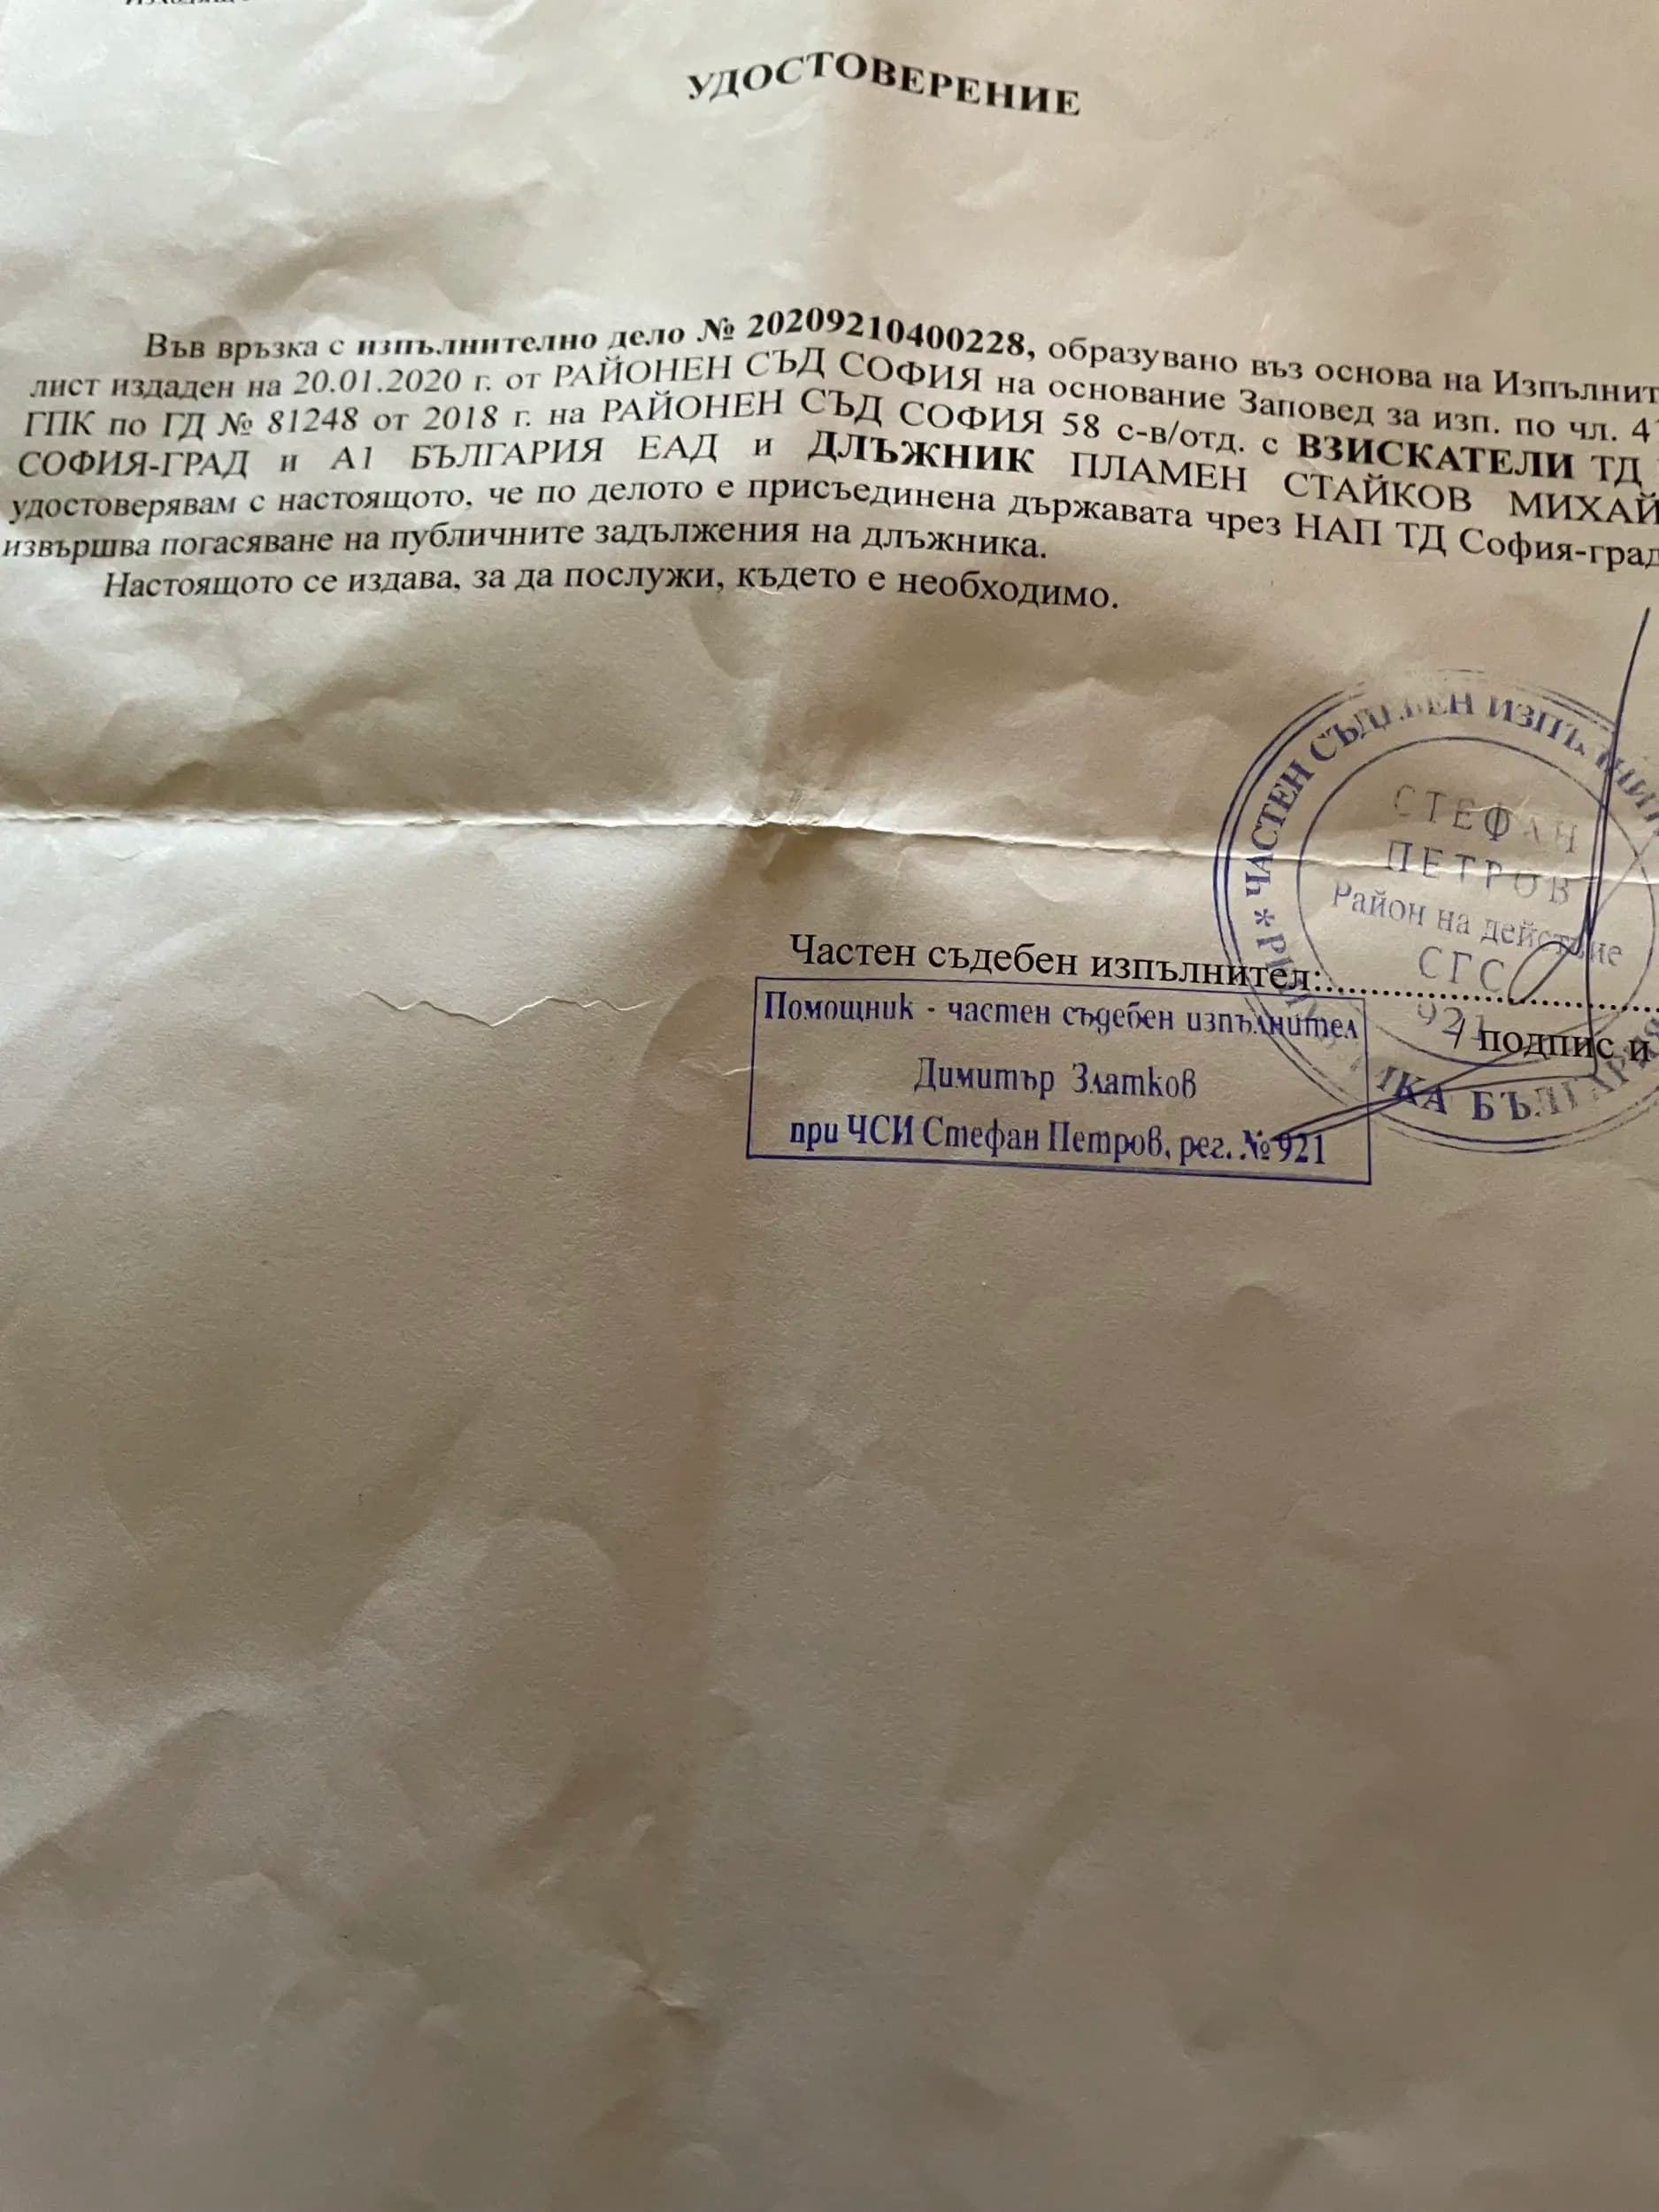 УДОСТОВЕРЕНИЕ
Във връзка с изпълнително дело № 20209210400228, образувано въз основа на Изпълнит
лист издаден на 20.01.2020 г. от РАЙОНЕН СЪД СОФИЯ на основание Заповед за изп. по чл. 4
ГПК по ГД № 81248 от 2018 г. на РАЙОНЕН СЪД СОФИЯ 58 с-в/отд. с ВЗИСКАТЕЛИ ТД
СОФИЯ-ГРАД и А1 БЪЛГАРИЯ ЕАД и ДЛЪЖНИК ПЛАМЕН СТАЙКОВ МИХАЙ
удостоверявам с настоящото, че по делото е присъединена държавата чрез НАП ТД София-град
извършва погасяване на публичните задължения на длъжника.
Настоящото се издава, за да послужи, където е необходимо.
ЧАСТЕН СЪДЕБЕН
СТЕФАН
ПЕТРОВ
Район на действие
СГС
921
БЪЛГАРИЯ
Частен съдебен изпълнител:
/ подпис и
Помощник - частен съдебен изпълнител
Димитър Златков
при ЧСИ Стефан Петров, рег. № 921